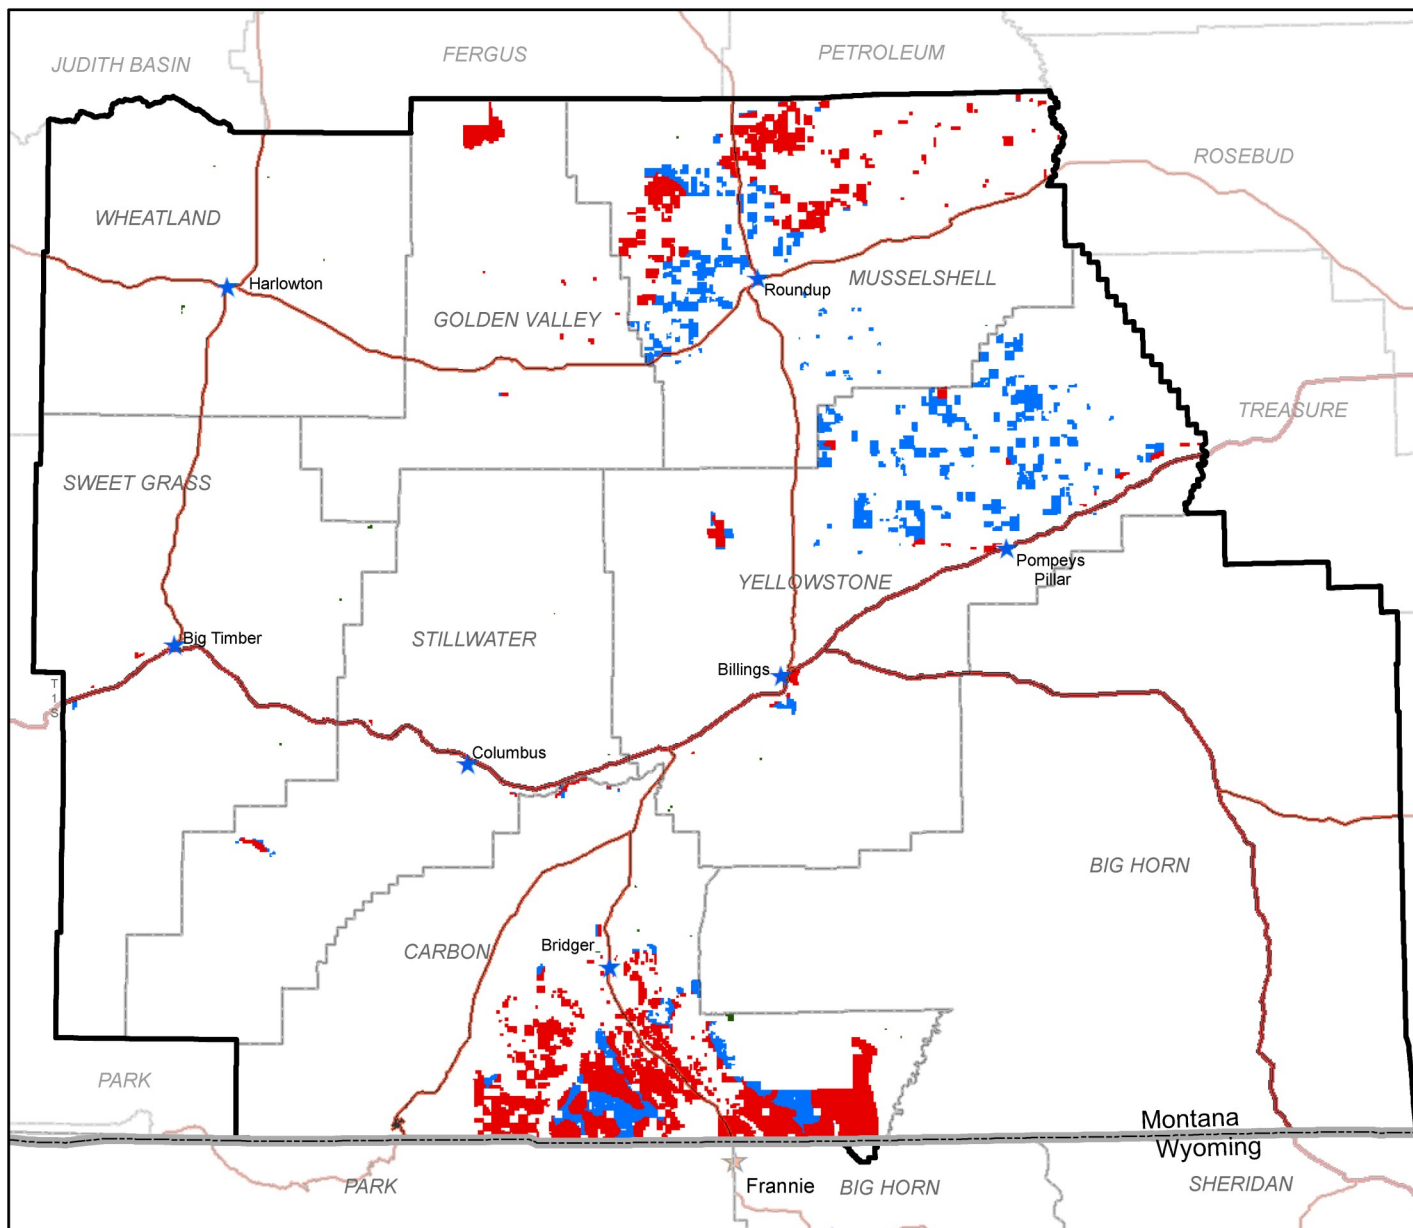 JUDITH BASIN
FERGUS
PETROLEUM
ROSEBUD
WHEATLAND
Harlowton
GOLDEN VALLEY
MUSSELSHELL
Roundup
TREASURE
SWEET GRASS
YELLOWSTONE
Pompeys
Pillar
STILLWATER
Big Timber
Billings
T
1
S
Columbus
BIG HORN
CARBON
Bridger
PARK
Montana
Wyoming
PARK
Frannie
BIG HORN
SHERIDAN